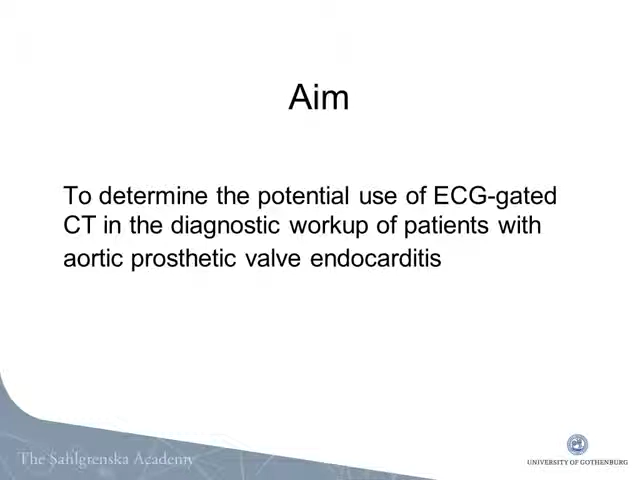 Aim
To determine the potential use of ECG-gated
CT in the diagnostic workup of patients with
aortic prosthetic valve endocarditis
The Sahlgrenska Academy
UNIVERSITY OF GOTHENBURG